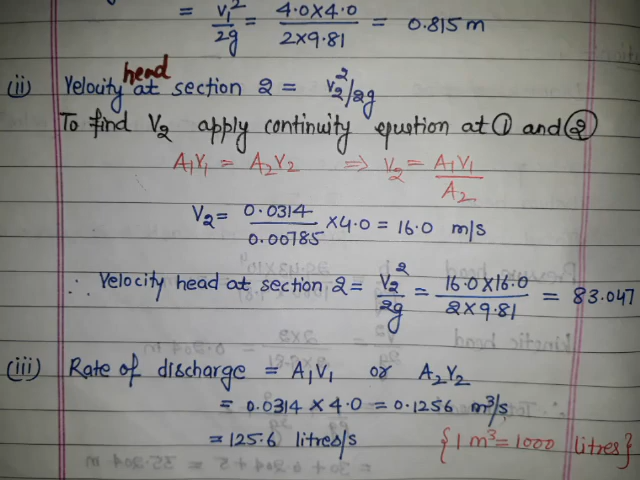 = V₁²/2g = 4.0×4.0/2×9.81 = 0.815 m
(ii) Velocity head at section 2 = V₂²/2g
To find V₂ apply continuity equetion at ① and ②
A₁V₁ = A₂V₂ ⇒ V₂ = A₁V₁/A₂
V₂ = 0.0314/0.00785 ×4.0 = 16.0 m/s
∴ Velocity head at section 2 = V₂²/2g = 16.0×16.0/2×9.81 = 83.047
(iii) Rate of discharge = A₁V₁ or A₂V₂
= 0.0314 × 4.0 = 0.1256 m³/s
= 125.6 litres/s {1 m³ = 1000 litres}